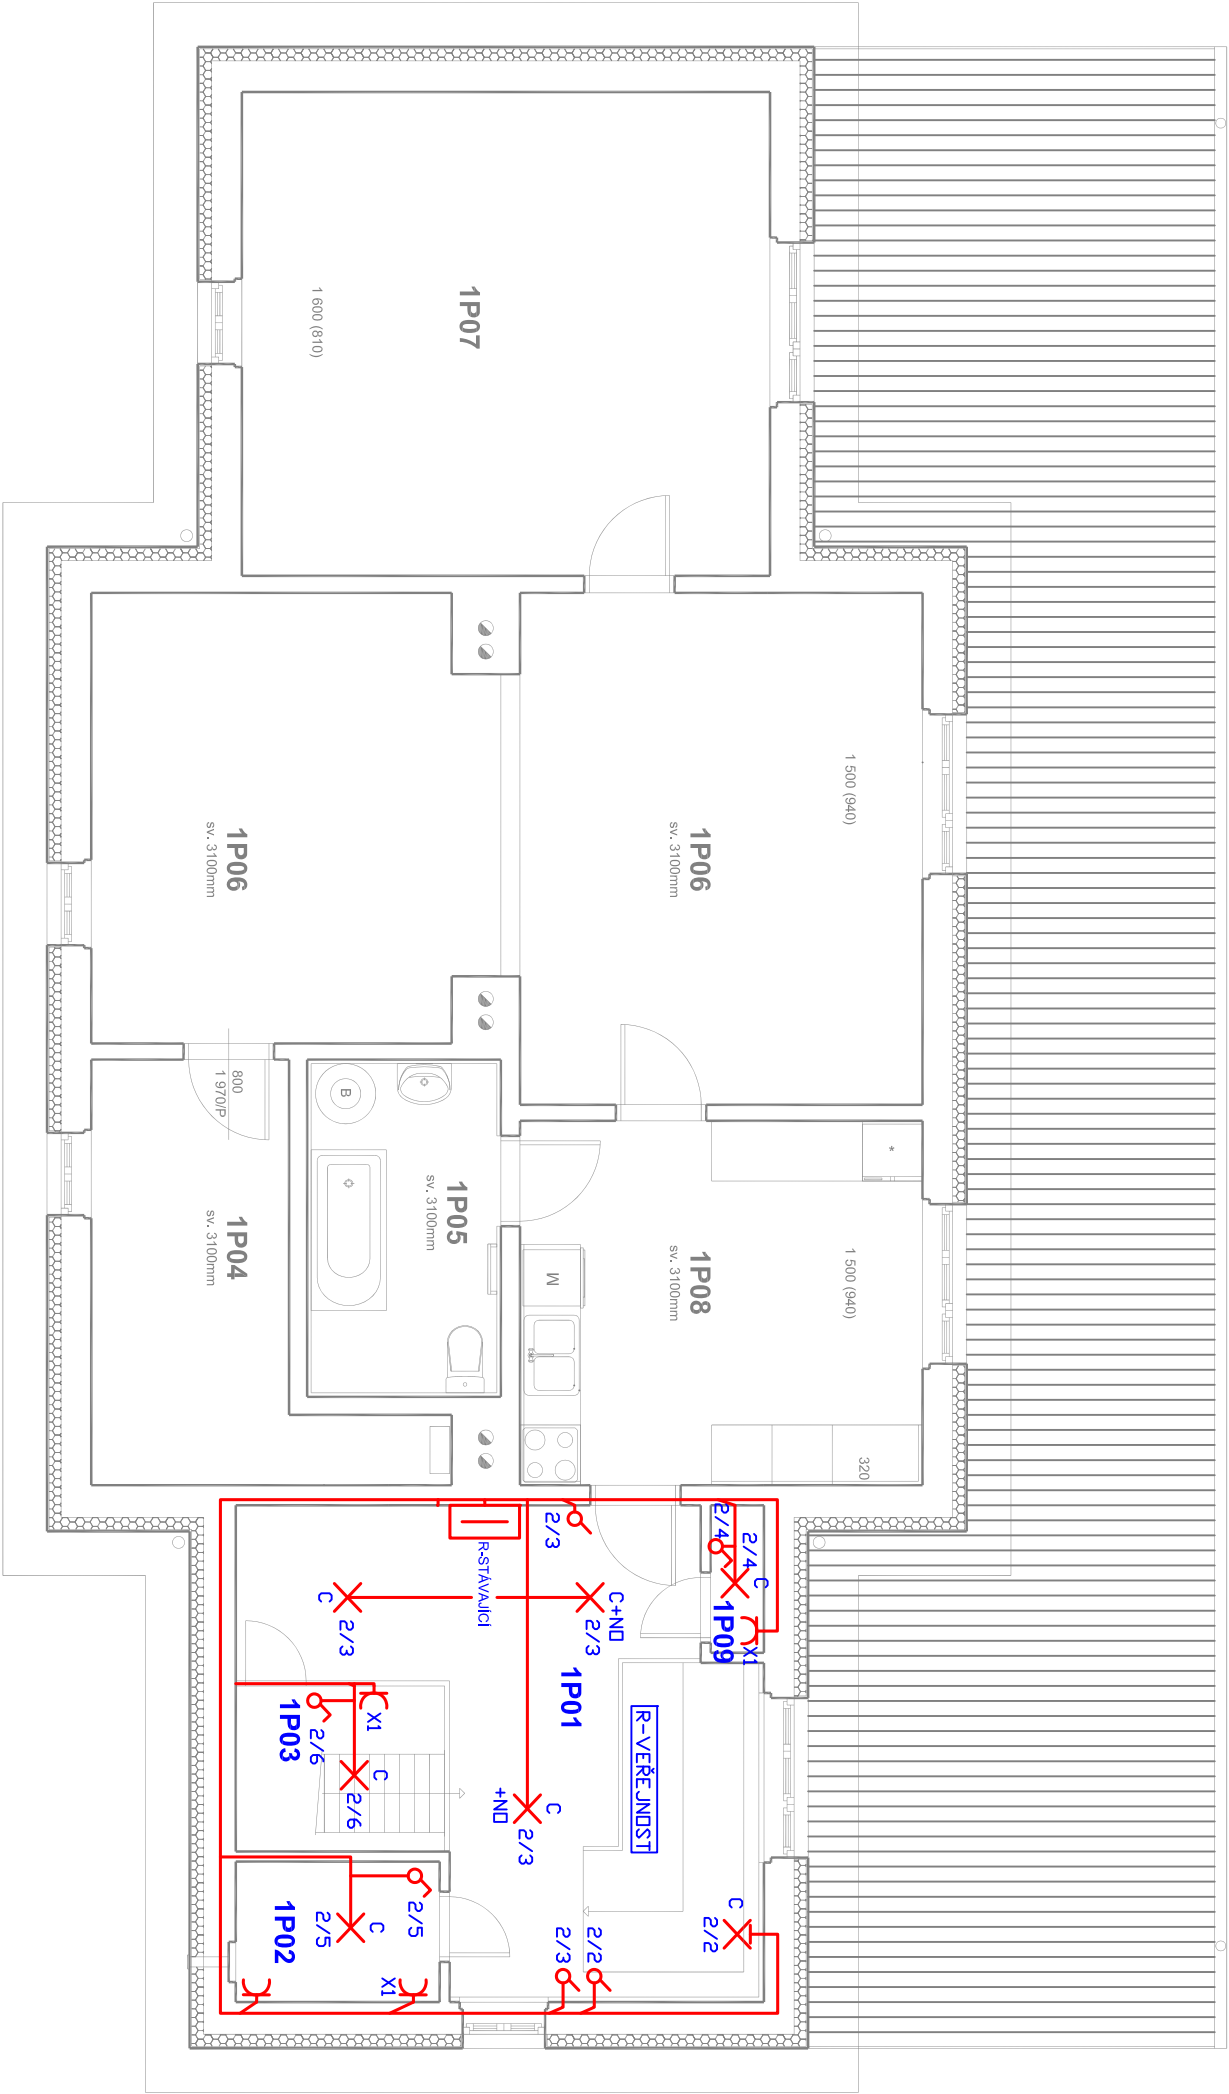 1P07
1 600 (810)
1 500 (940)
1P06
sv. 3100mm
1P06
sv. 3100mm
800
1 970/P
B
1P05
sv. 3100mm
1P04
sv. 3100mm
*
M
1P08
sv. 3100mm
1 500 (940)
320
2/3
2/4
2/4
C
1P09
X1
R-STÁVAJÍCÍ
C
2/3
C+NO
2/3
1P01
R-VEŘEJNOST
1P03
X1
2/6
C
2/6
+NO
C
2/3
1P02
2/5
C
2/5
X1
C
2/2
2/3
2/2